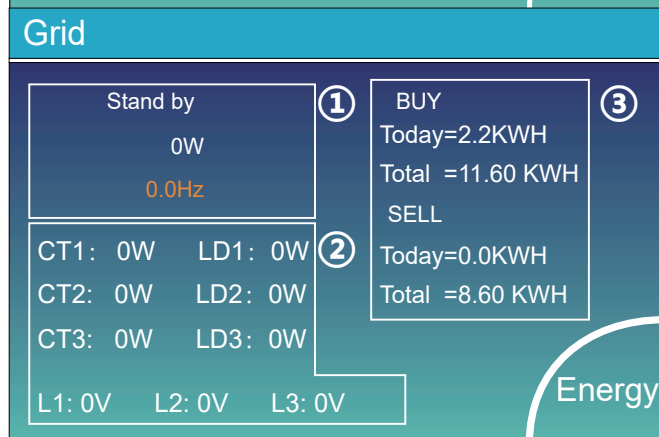 Grid
Stand by
0W
0.0Hz
①
CT1: 0W LD1: 0W
CT2: 0W LD2: 0W
CT3: 0W LD3: 0W
L1: 0V L2: 0V L3: 0V
②
BUY
Today=2.2KWH
Total =11.60 KWH
SELL
Today=0.0KWH
Total =8.60 KWH
③
Energy